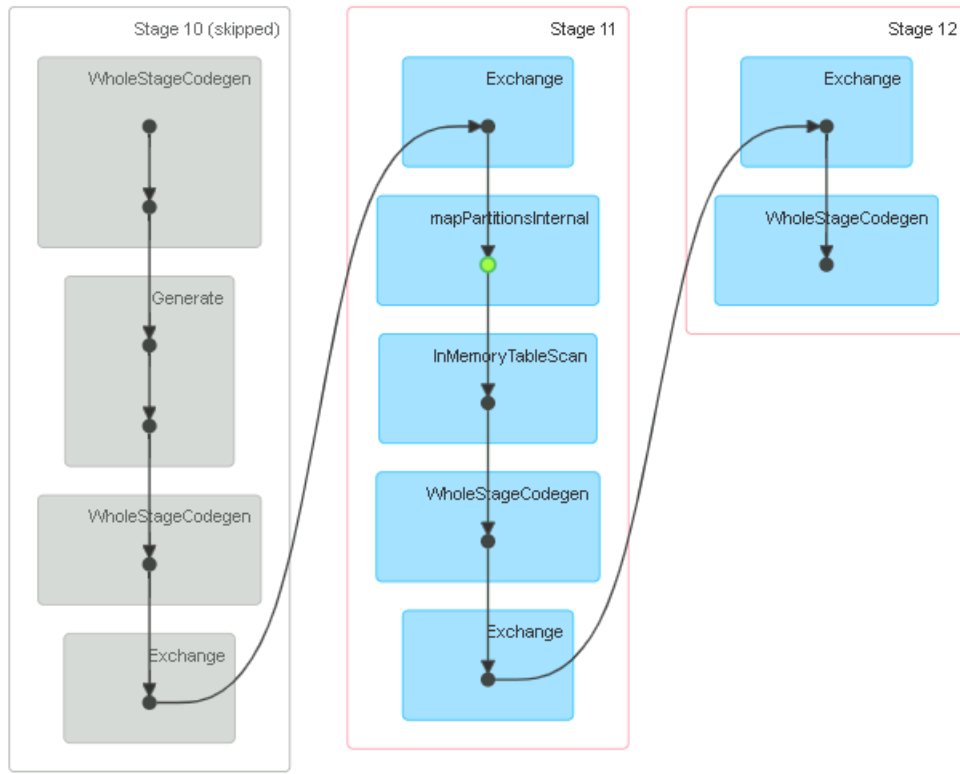 Stage 10 (skipped)
WholeStageCodegen
Generate
WholeStageCodegen
Exchange
Stage 11
Exchange
mapPartitionsInternal
InMemoryTableScan
WholeStageCodegen
Exchange
Stage 12
Exchange
WholeStageCodegen